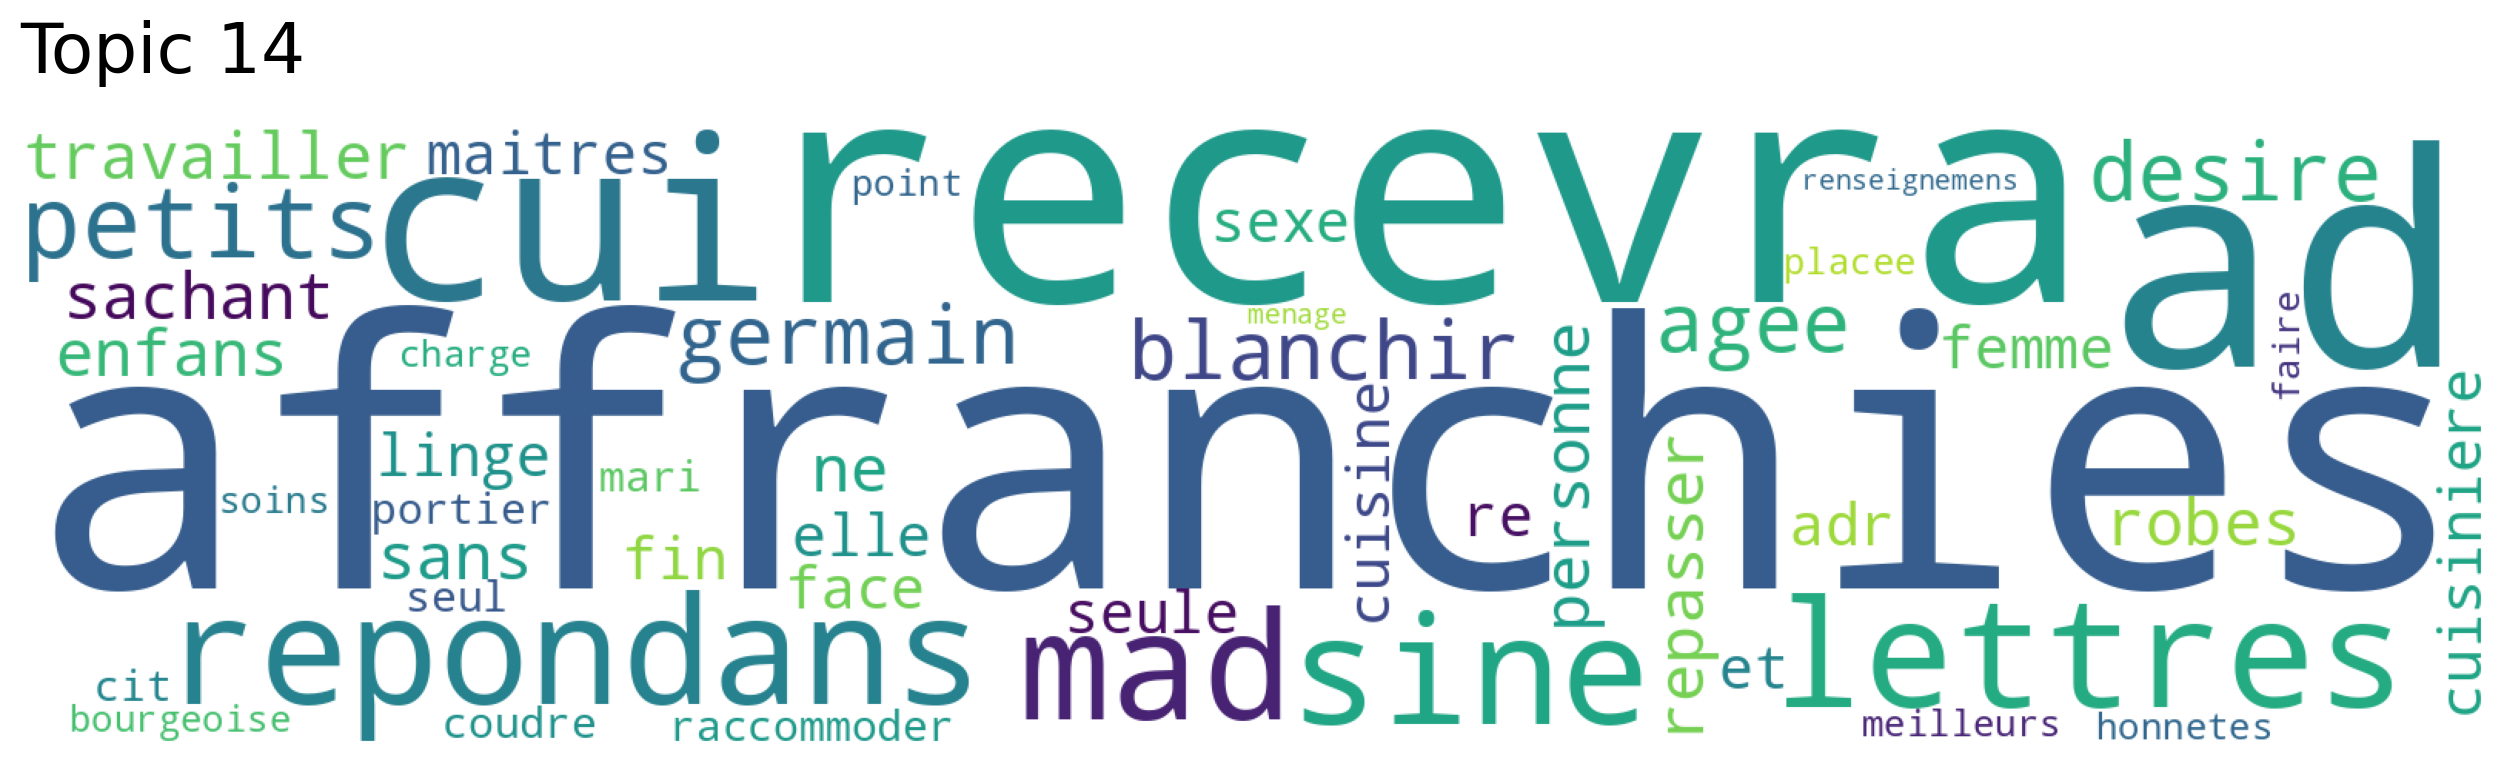 Topic 14
travailler
maitres
recevra
point
renseignemens
desire
petits
cui
sexe
ad
placee
sachant
germain
menage
blanchir
agee
femme
faire
enfans
charge
affranchies
linge
mari
ne
cuisine
personne
repasser
cuisiniere
soins
portier
re
adr
robes
sans
fin
elle
face
seul
seule
repondans
mad
sine
et
lettres
cit
bourgeoise
coudre
raccommoder
meilleurs
honnetes